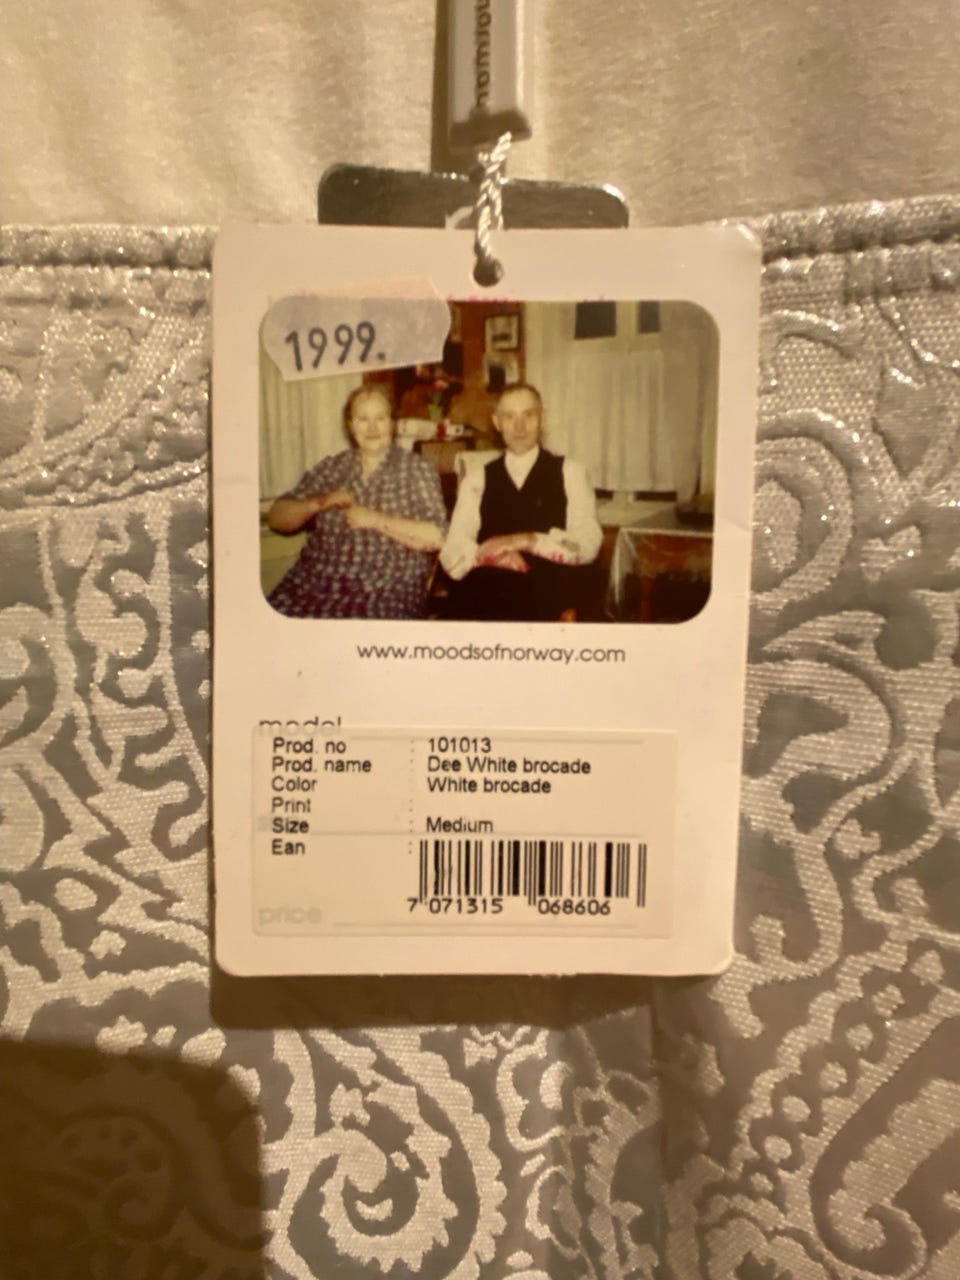 1999.
www.moodsofnorway.com
model
Prod. no : 101013
Prod. name : Dee White brocade
Color : White brocade
Print :
Size : Medium
Ean :
7 071315 068606
price